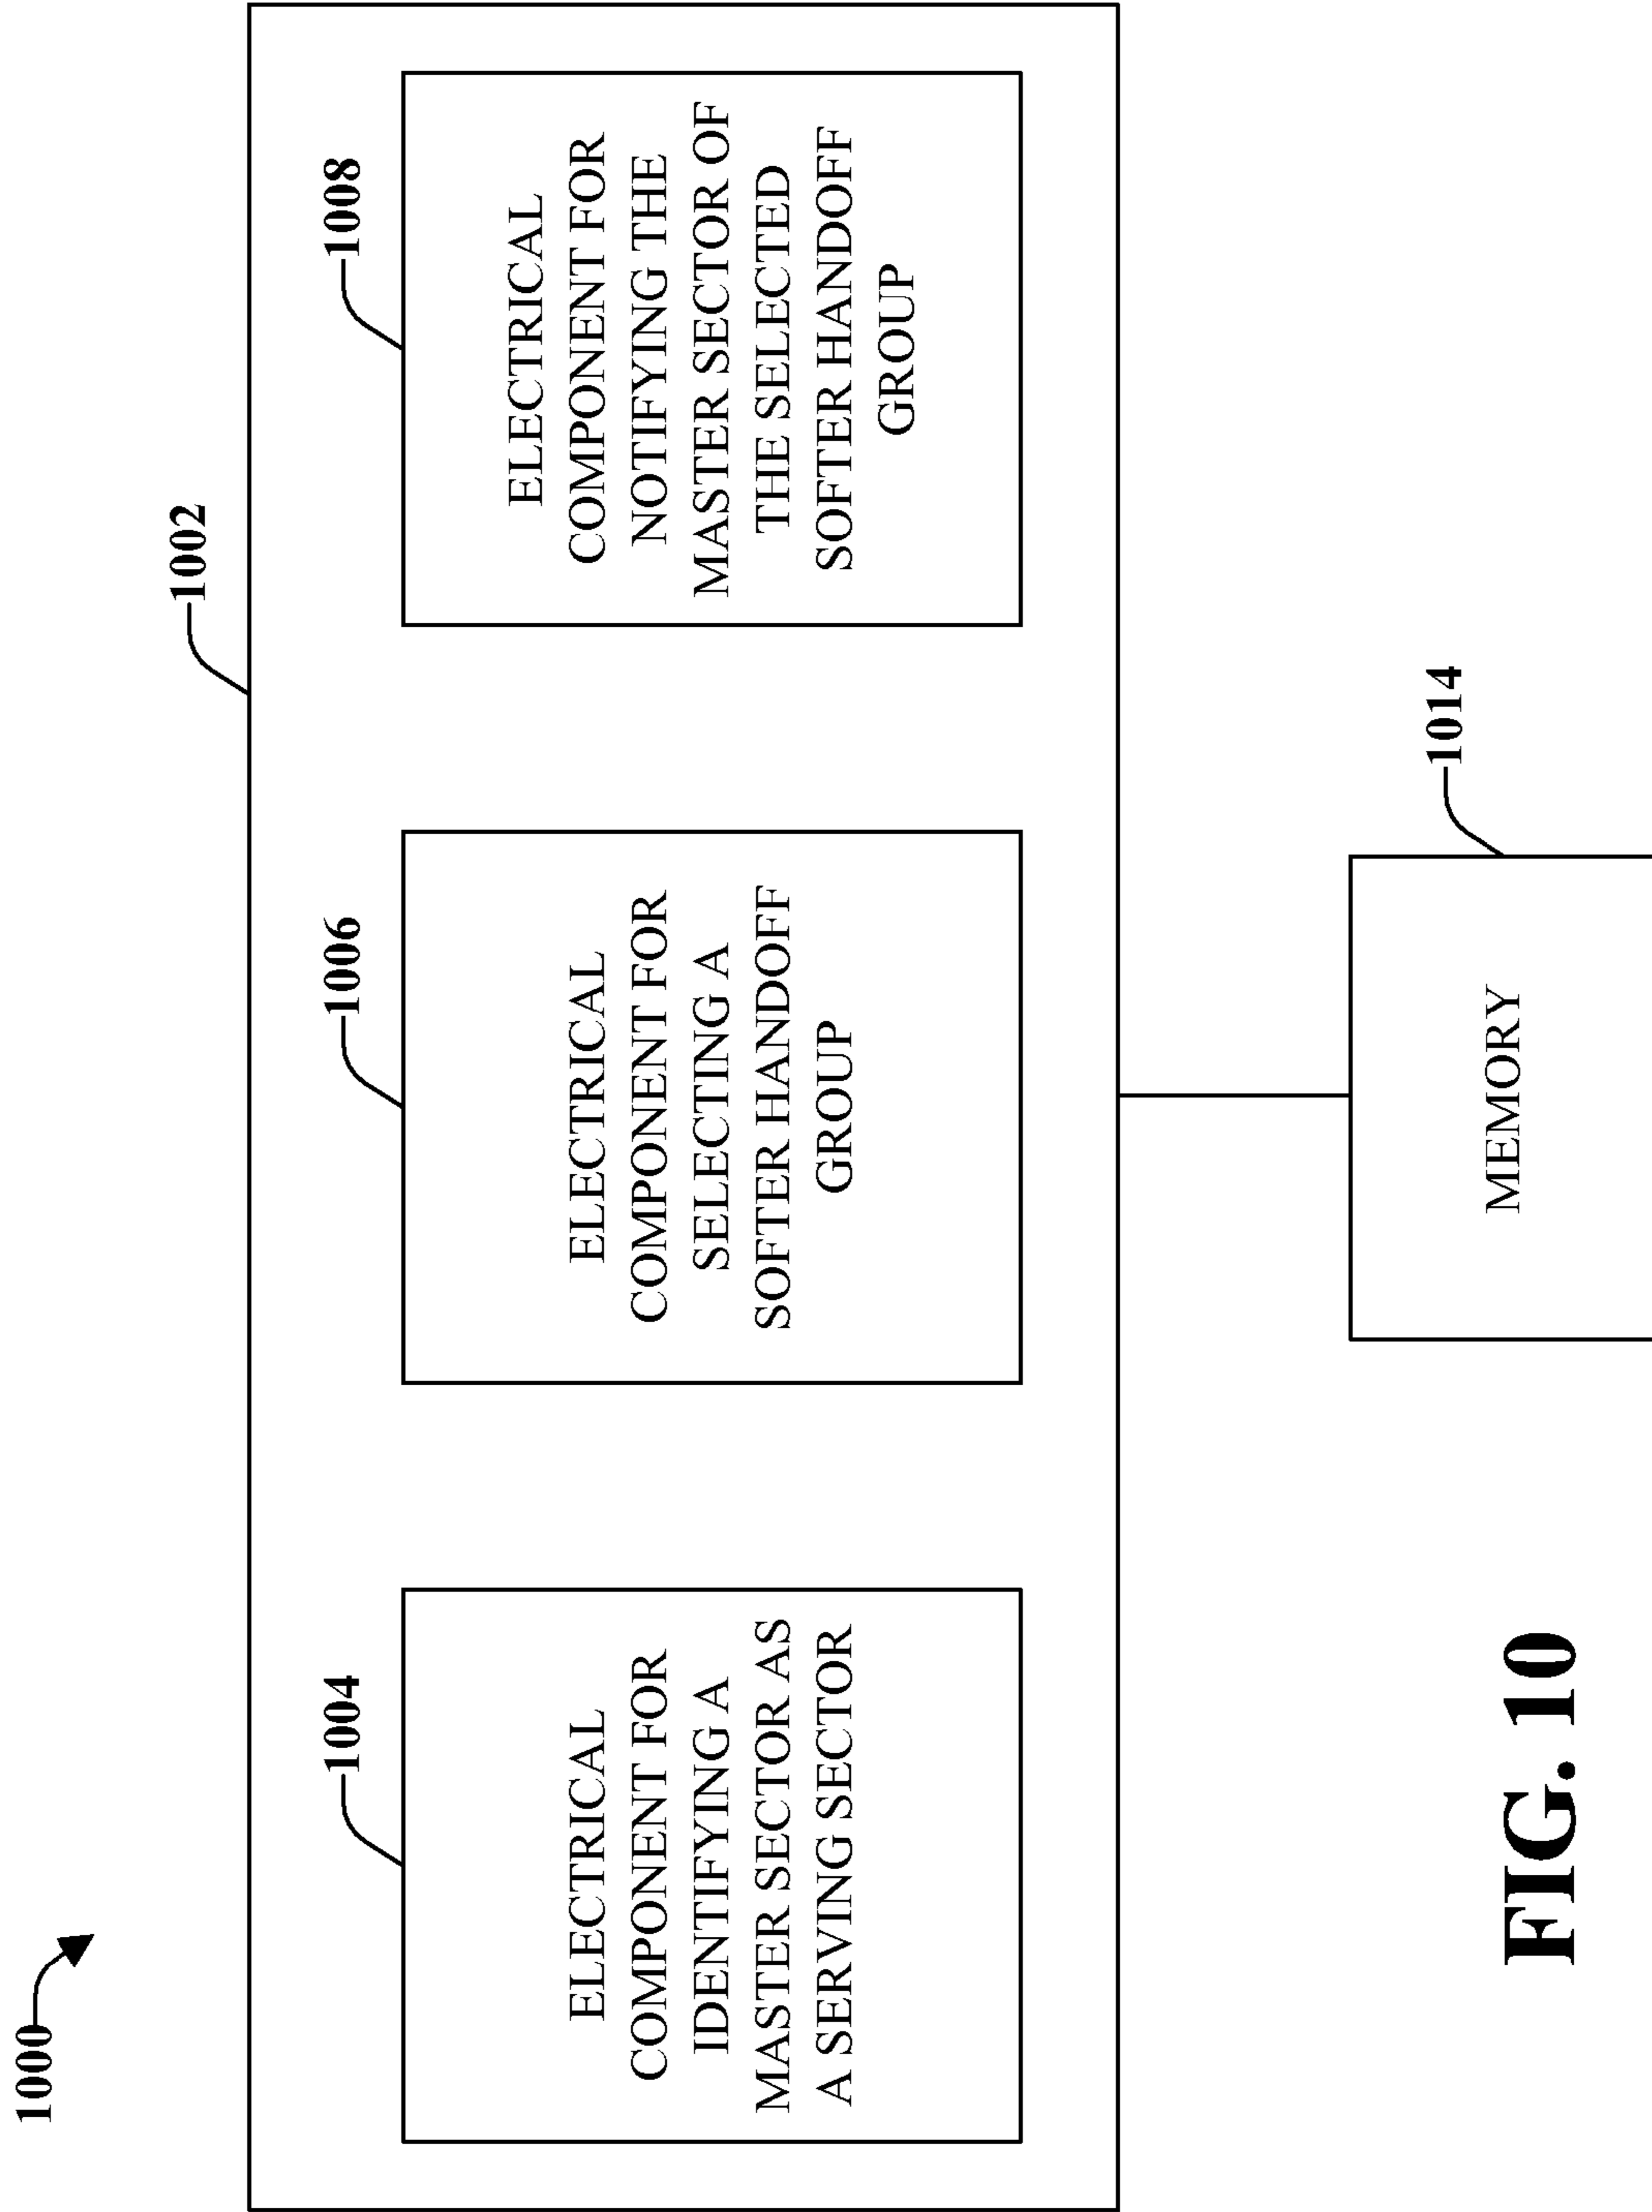 1000
1002
1004
ELECTRICAL
COMPONENT FOR
IDENTIFYING A
MASTER SECTOR AS
A SERVING SECTOR
1006
ELECTRICAL
COMPONENT FOR
SELECTING A
SOFTER HANDOFF
GROUP
1008
ELECTRICAL
COMPONENT FOR
NOTIFYING THE
MASTER SECTOR OF
THE SELECTED
SOFTER HANDOFF
GROUP
1014
MEMORY
FIG. 10